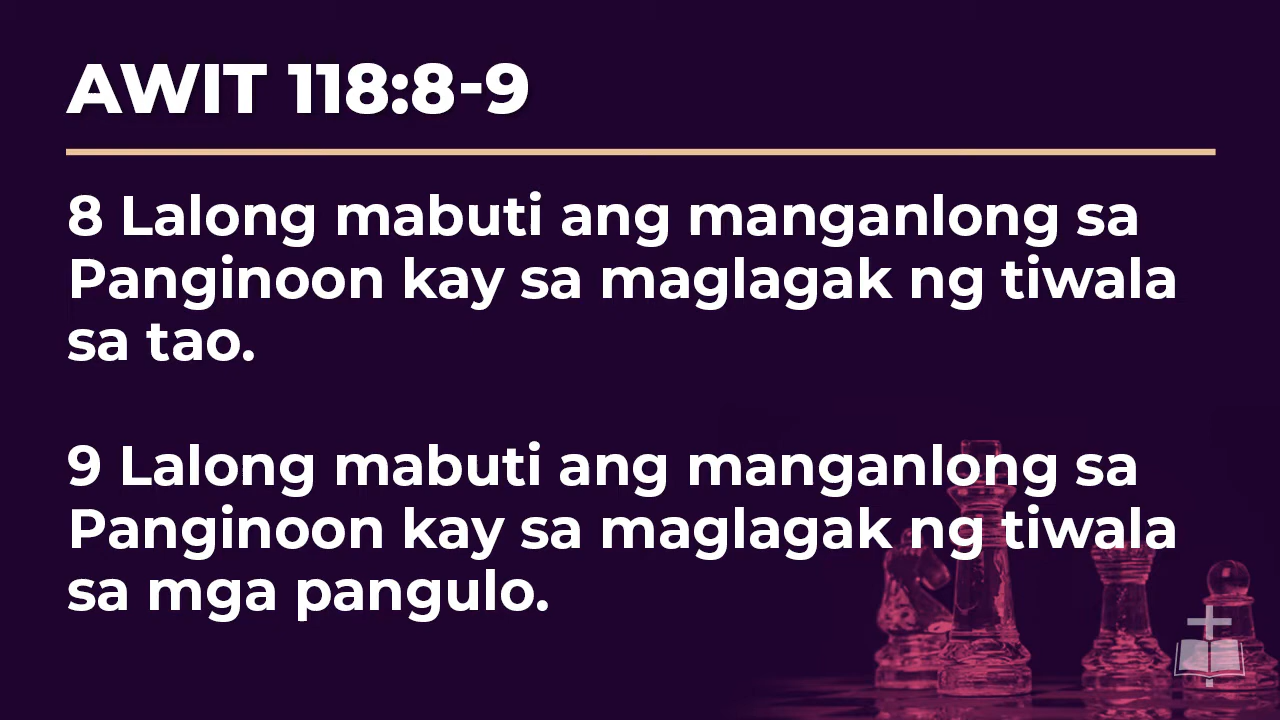 AWIT 118:8-9
8 Lalong mabuti ang manganlong sa
Panginoon kay sa maglagak ng tiwala
sa tao.
9 Lalong mabuti ang manganlong sa
Panginoon kay sa maglagak ng tiwala
sa mga pangulo.